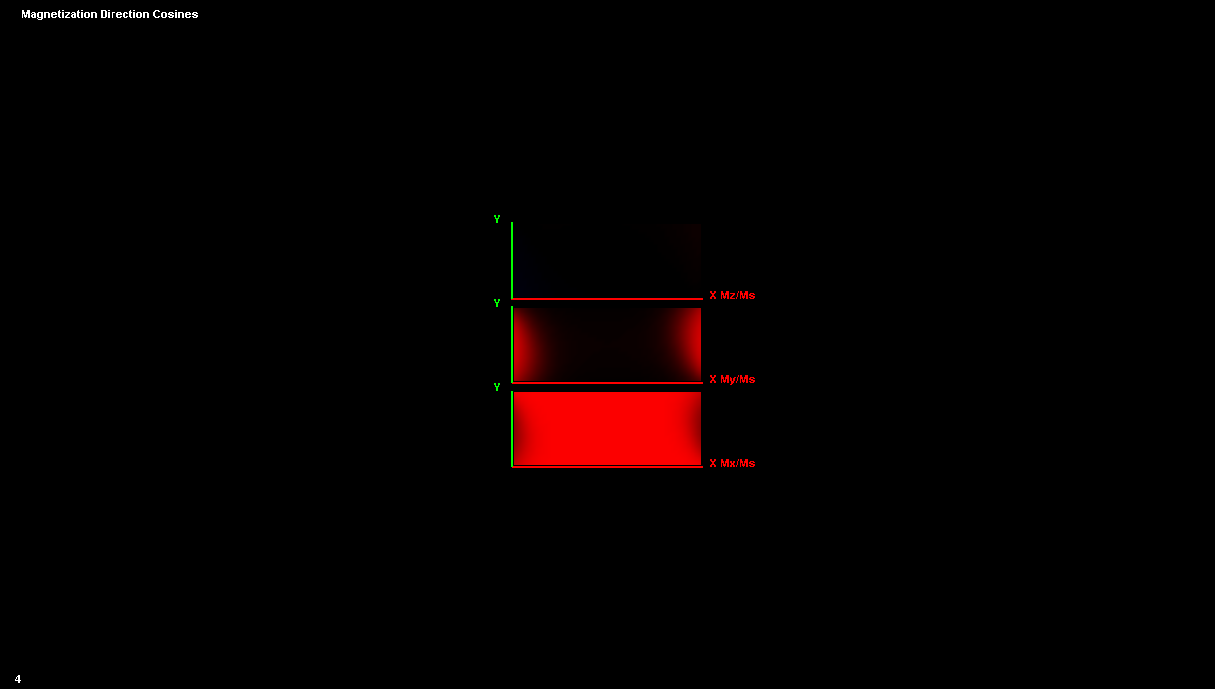 Magnetization Direction Cosines
Y
X Mz/Ms
Y
X My/Ms
Y
X Mx/Ms
4